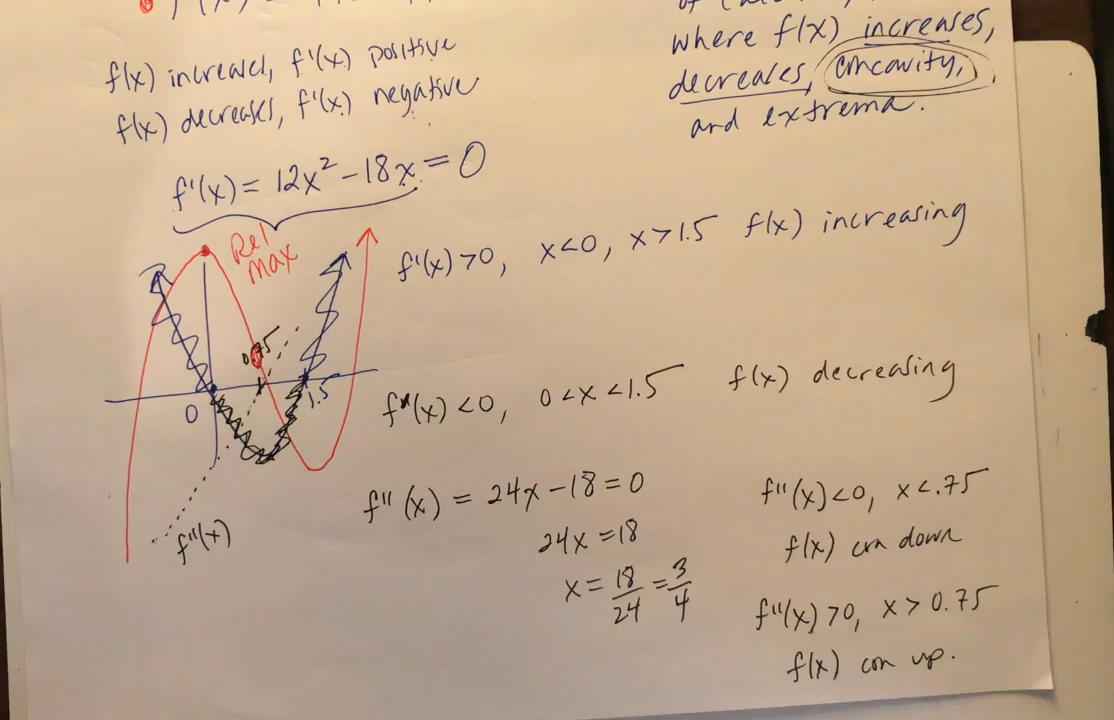 f(x) increases, f'(x) positive
f(x) decreases, f'(x) negative
where f(x) increases,
decreases, concavity,
and extrema.
f'(x) = 12x² - 18x = 0
Rel
max
f'(x) > 0, x < 0, x > 1.5 f(x) increasing
0.75
0
1.5
f''(x) < 0, 0 < x < 1.5 f(x) decreasing
f''(x)
f''(x) = 24x - 18 = 0
24x = 18
x = 18/24 = 3/4
f''(x) < 0, x < .75
f(x) con down
f''(x) > 0, x > 0.75
f(x) con up.